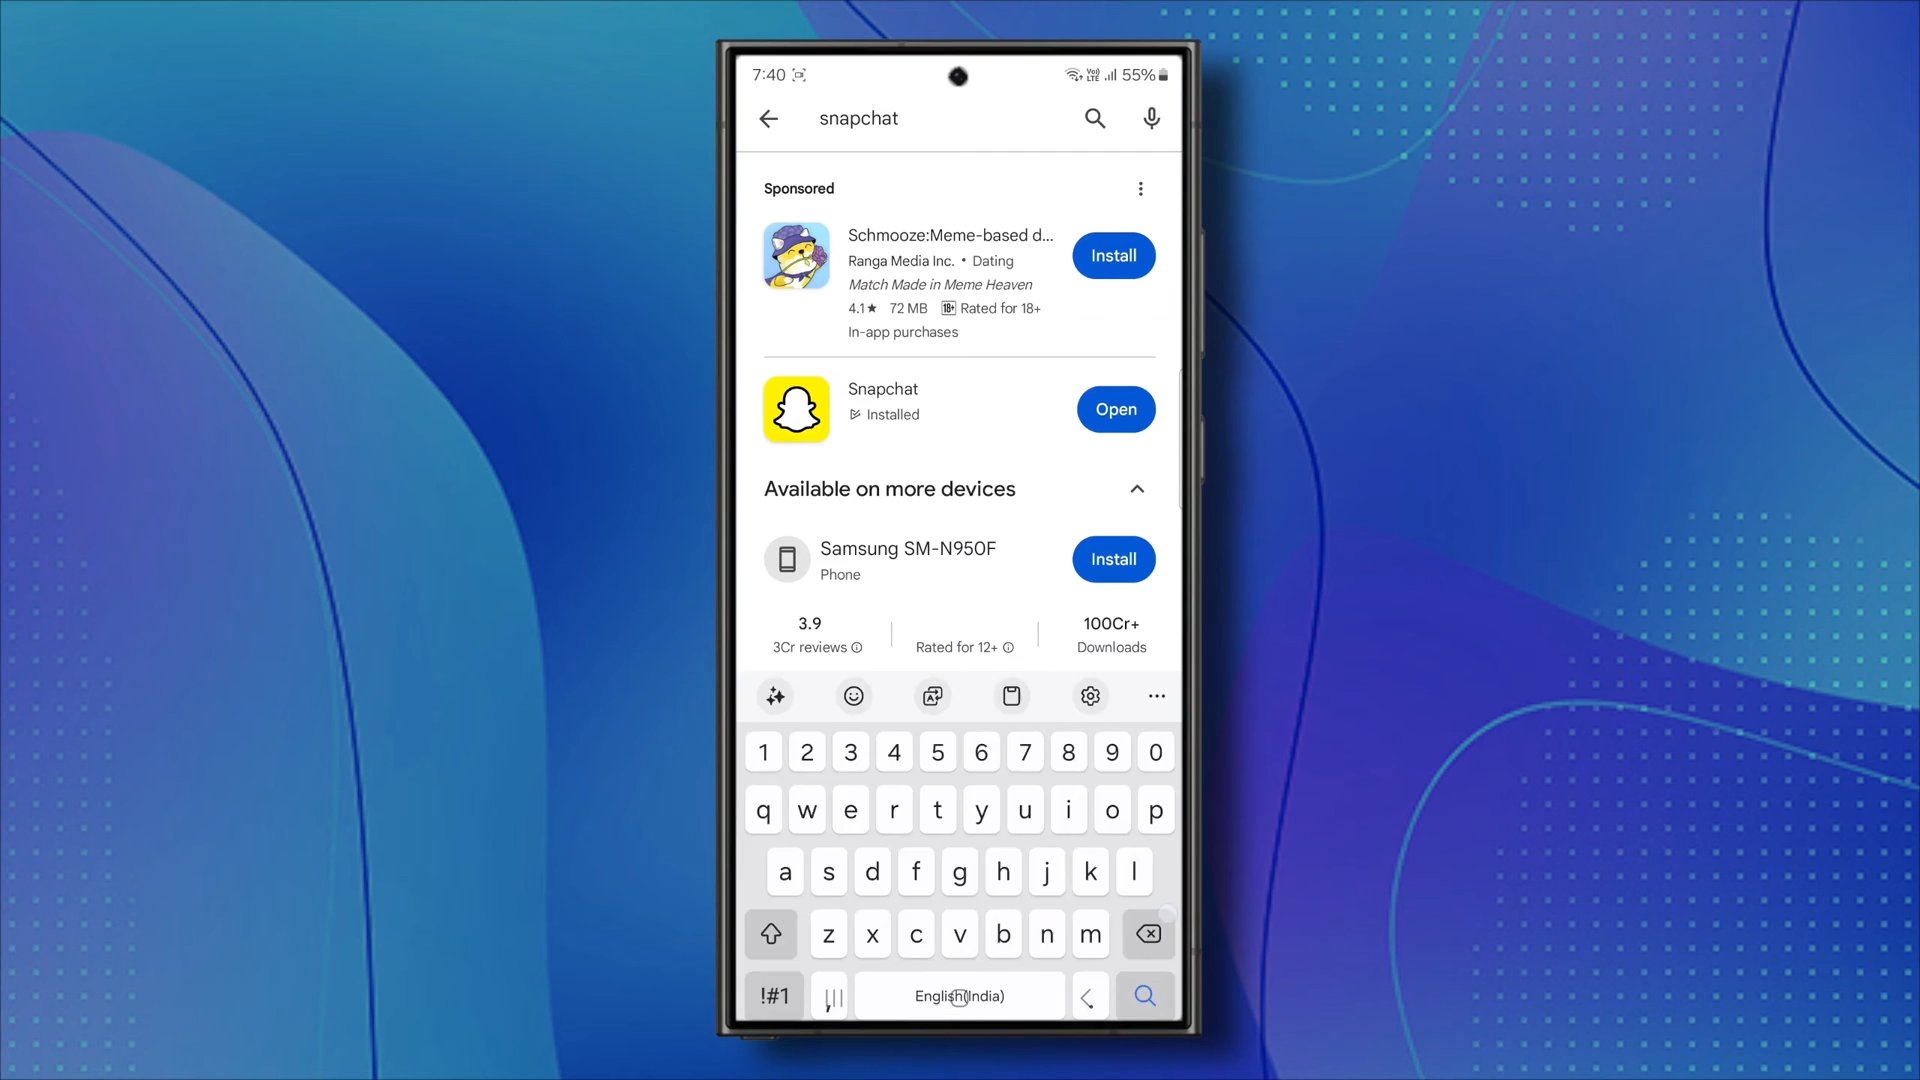 7:40 55%
snapchat
Sponsored
Schmooze:Meme-based d...
Install
Ranga Media Inc. • Dating
Match Made in Meme Heaven
4.1★ 72 MB 18+ Rated for 18+
In-app purchases
Snapchat
Installed
Open
Available on more devices
Samsung SM-N950F
Phone
Install
3.9 100Cr+
3Cr reviews Rated for 12+ Downloads
1 2 3 4 5 6 7 8 9 0
q w e r t y u i o p
a s d f g h j k l
z x c v b n m
!#1 , English(India) .